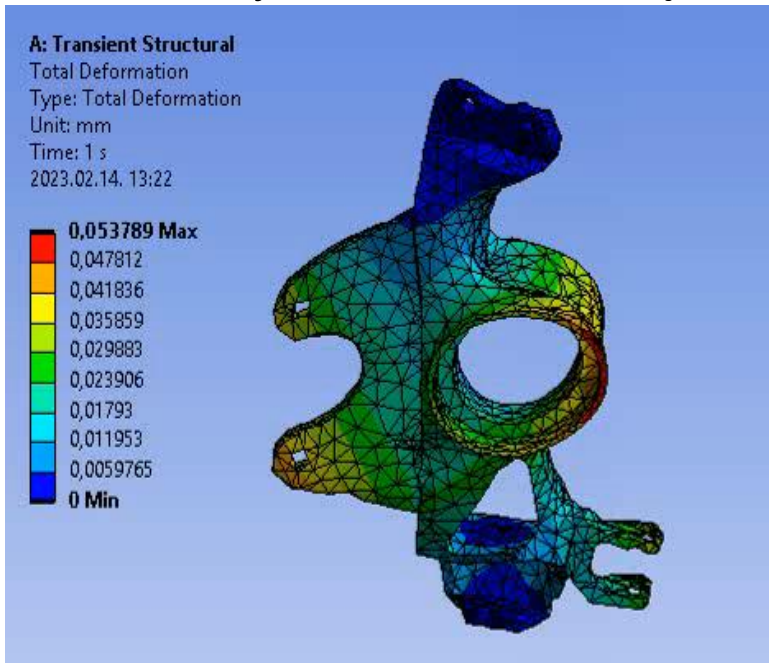 A: Transient Structural
Total Deformation
Type: Total Deformation
Unit: mm
Time: 1 s
2023.02.14. 13:22
0,053789 Max
0,047812
0,041836
0,035859
0,029883
0,023906
0,01793
0,011953
0,0059765
0 Min